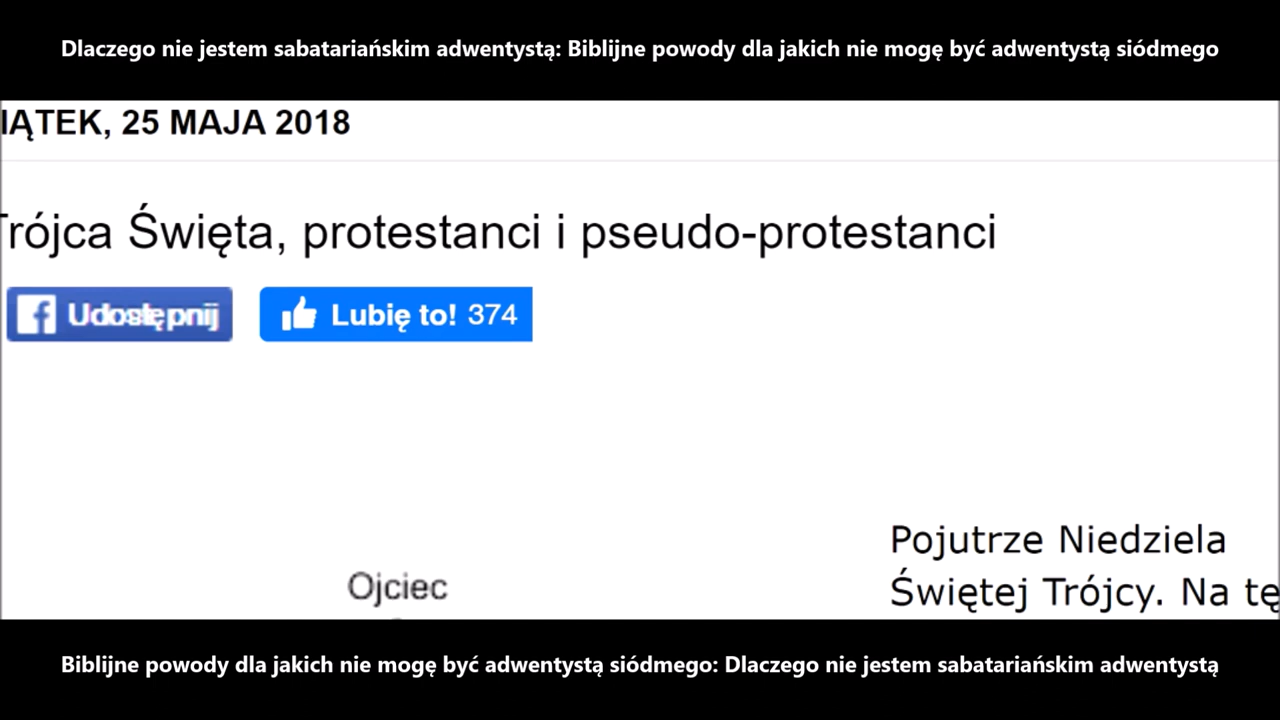 Dlaczego nie jestem sabatariańskim adwentystą: Biblijne powody dla jakich nie mogę być adwentystą siódmego
IĄTEK, 25 MAJA 2018
Trójca Święta, protestanci i pseudo-protestanci
Udostępnij
Lubię to! 374
Pojutrze Niedziela
Ojciec
Świętej Trójcy. Na tę
Biblijne powody dla jakich nie mogę być adwentystą siódmego: Dlaczego nie jestem sabatariańskim adwentystą